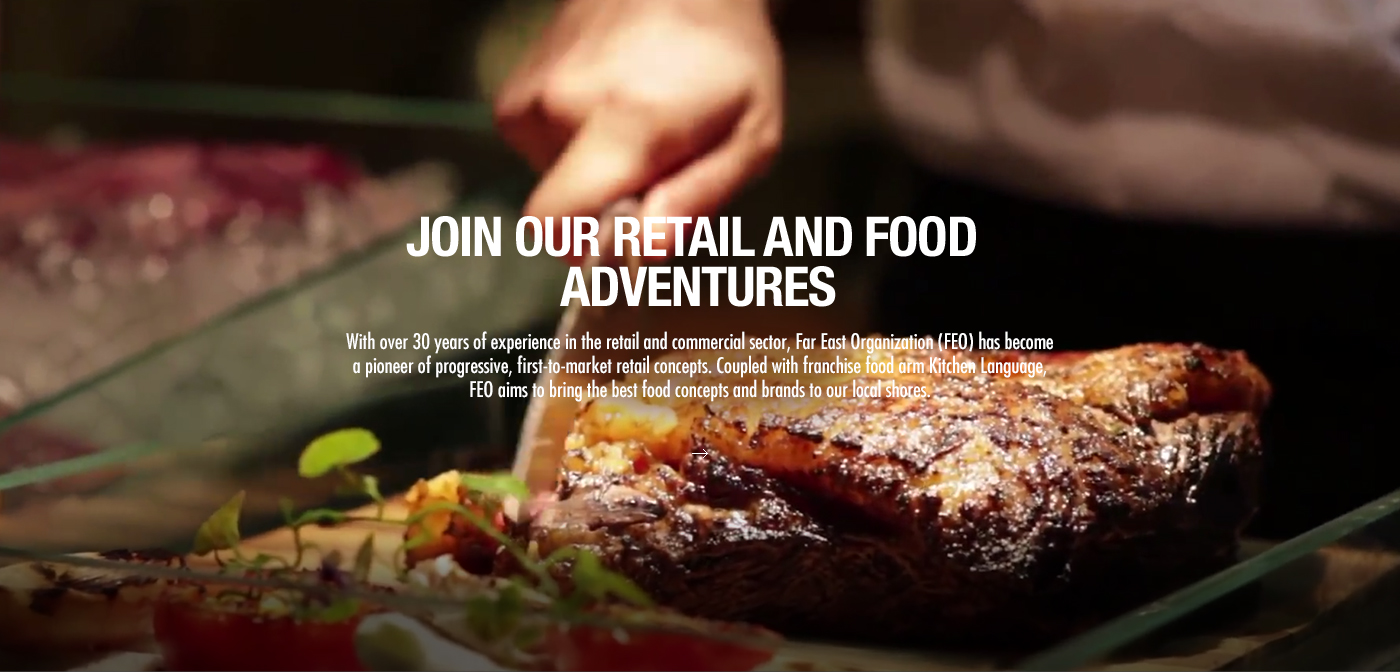 JOIN OUR RETAIL AND FOOD
ADVENTURES
With over 30 years of experience in the retail and commercial sector, Far East Organization (FEO) has become
a pioneer of progressive, first-to-market retail concepts. Coupled with franchise food arm Kitchen Language,
FEO aims to bring the best food concepts and brands to our local shores.
→